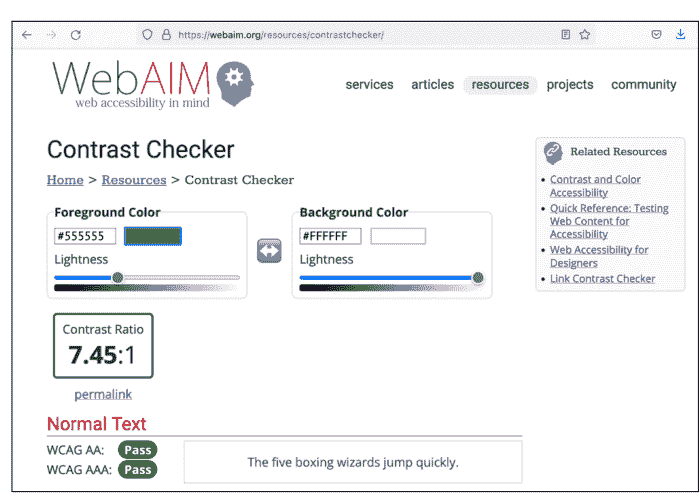 https://webaim.org/resources/contrastchecker/
WebAIM
web accessibility in mind
services articles resources projects community
Contrast Checker
Home > Resources > Contrast Checker
Foreground Color
#555555
Lightness
Background Color
#FFFFFF
Lightness
Contrast Ratio
7.45:1
permalink
Normal Text
WCAG AA: Pass
WCAG AAA: Pass
The five boxing wizards jump quickly.
Related Resources
• Contrast and Color
Accessibility
• Quick Reference: Testing
Web Content for
Accessibility
• Web Accessibility for
Designers
• Link Contrast Checker